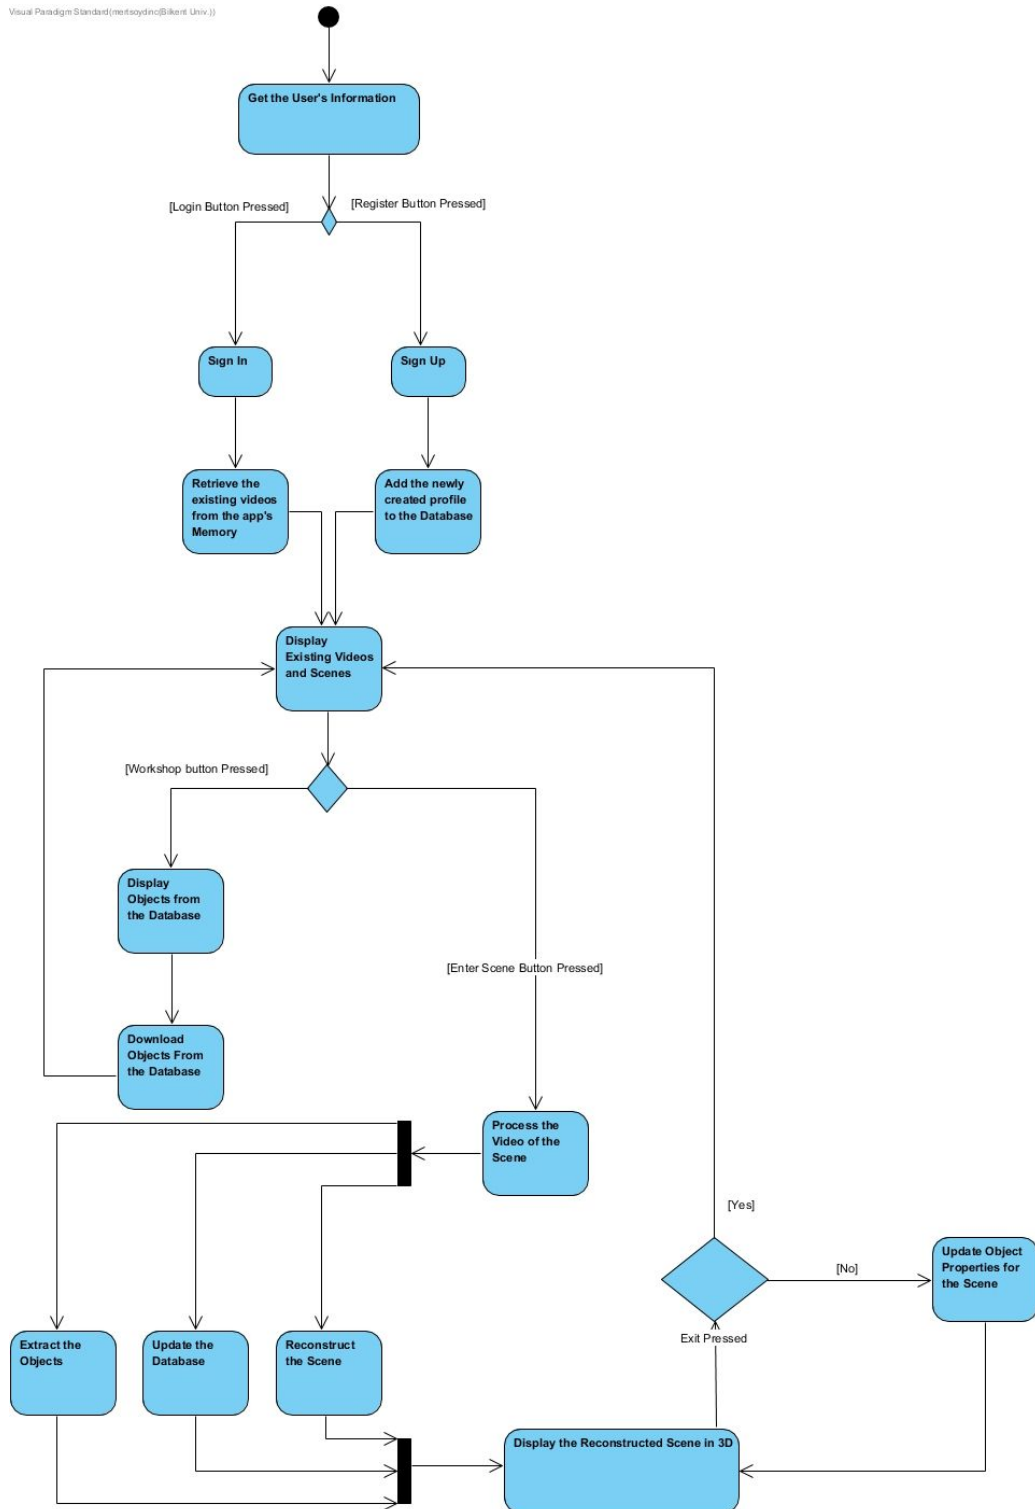 Visual Paradigm Standard(mertsoydinc(Bilkent Univ.))
Get the User's Information
[Login Button Pressed]
[Register Button Pressed]
Sign In
Sign Up
Retrieve the
existing videos
from the app's
Memory
Add the newly
created profile
to the Database
Display
Existing Videos
and Scenes
[Workshop button Pressed]
Display
Objects from
the Database
[Enter Scene Button Pressed]
Download
Objects From
the Database
Process the
Video of the
Scene
[Yes]
Update Object
Properties for
the Scene
[No]
Extract the
Objects
Update the
Database
Reconstruct
the Scene
Exit Pressed
Display the Reconstructed Scene in 3D